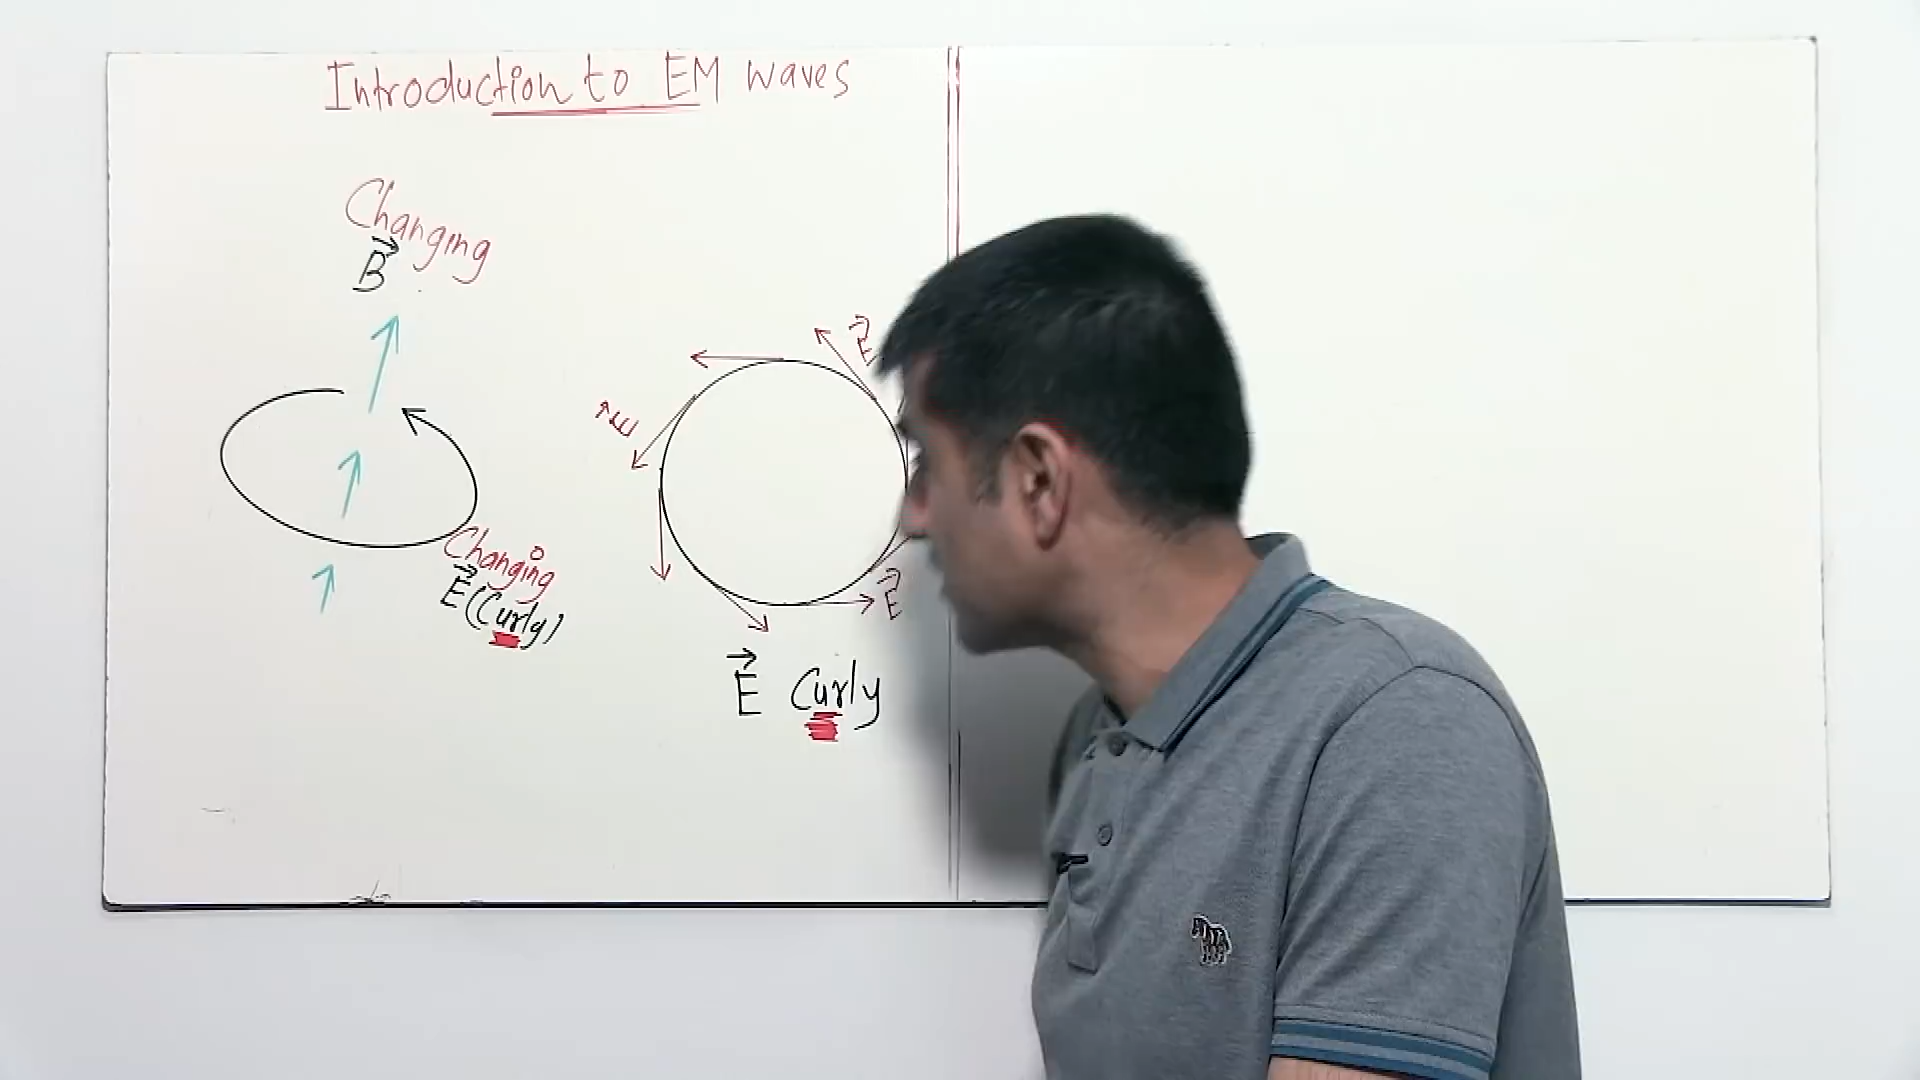 Introduction to EM waves
Changing
B
Changing
E (Curly)
E
E
E
E Curly